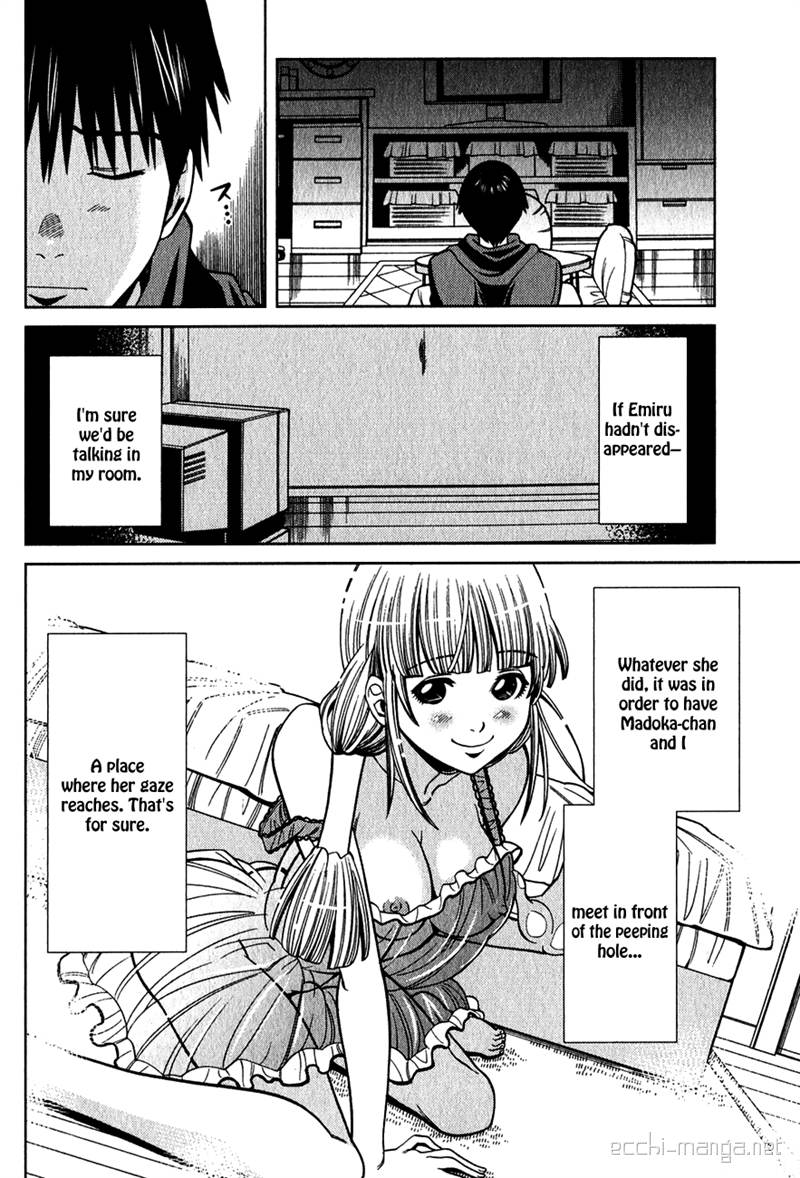 ス…
If Emiru
hadn't dis-
appeared—
I'm sure
we'd be
talking in
my room.
Whatever she
did, it was in
order to have
Madoka-chan
and I
meet in front
of the peeping
hole...
A place
where her gaze
reaches. That's
for sure.
ecchi-manga.net